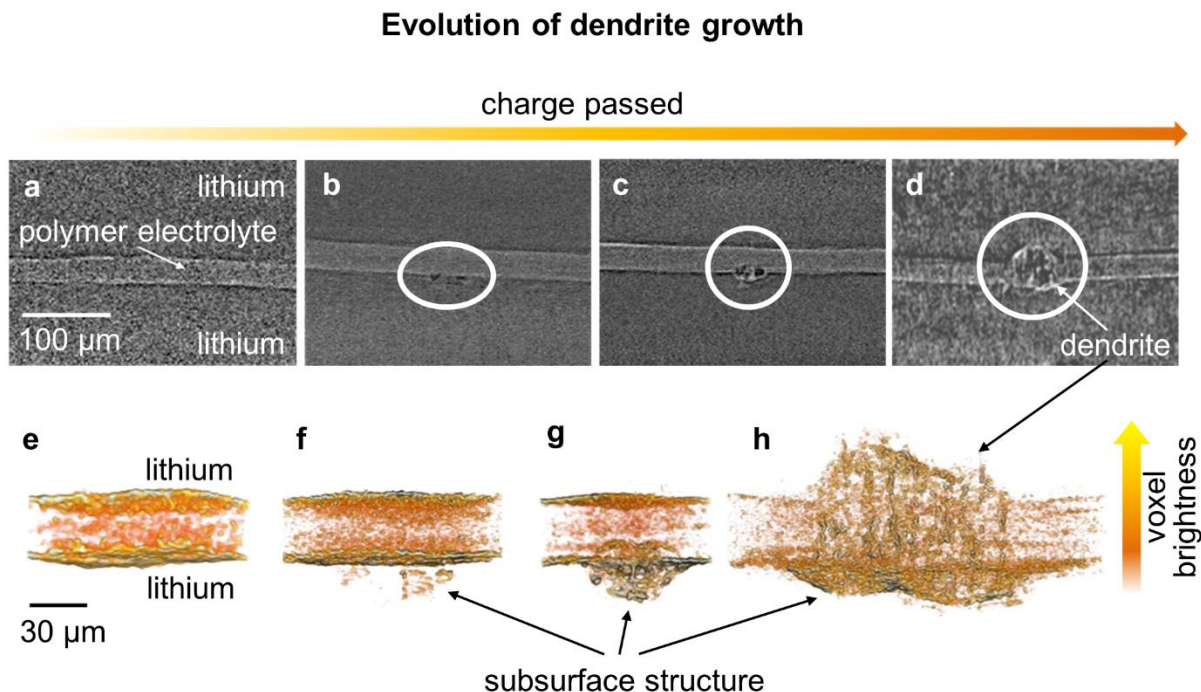 Evolution of dendrite growth
charge passed
a
lithium
polymer electrolyte
100 µm
lithium
b
c
d
dendrite
e
lithium
lithium
30 µm
f
g
h
subsurface structure
voxel
brightness